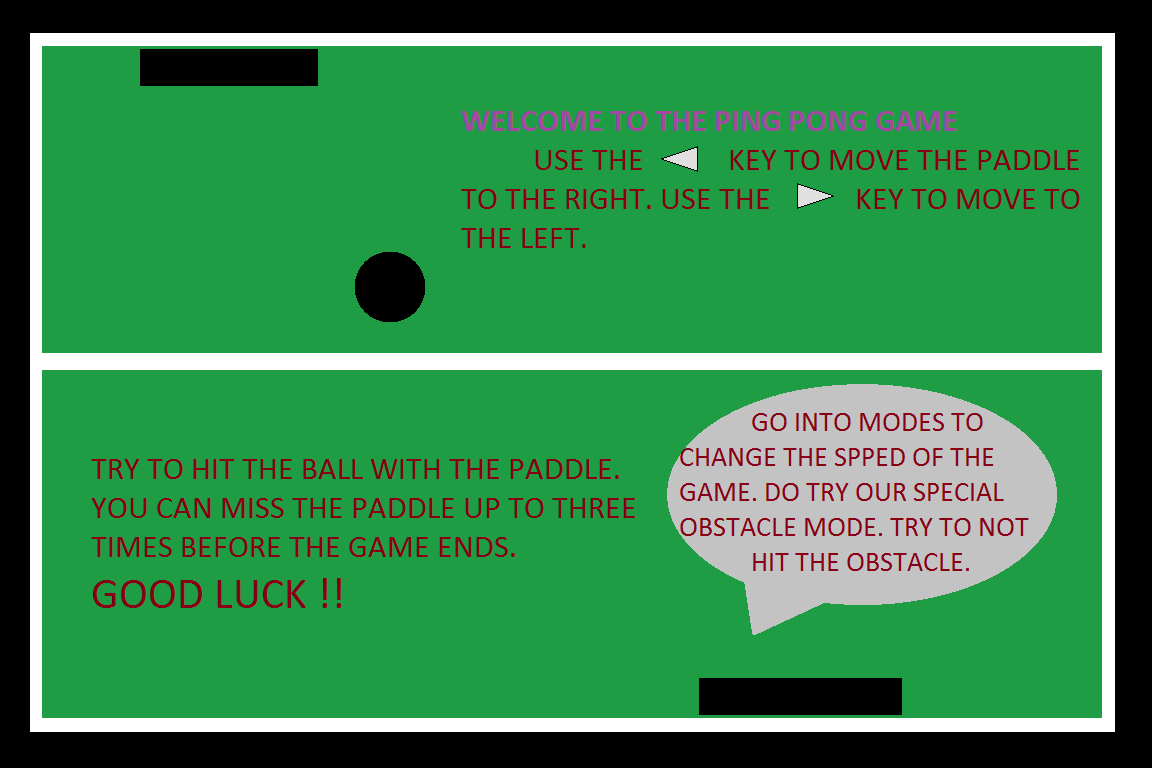 WELCOME TO THE PING PONG GAME
USE THE KEY TO MOVE THE PADDLE
TO THE RIGHT. USE THE KEY TO MOVE TO
THE LEFT.
TRY TO HIT THE BALL WITH THE PADDLE.
YOU CAN MISS THE PADDLE UP TO THREE
TIMES BEFORE THE GAME ENDS.
GOOD LUCK !!
GO INTO MODES TO
CHANGE THE SPPED OF THE
GAME. DO TRY OUR SPECIAL
OBSTACLE MODE. TRY TO NOT
HIT THE OBSTACLE.